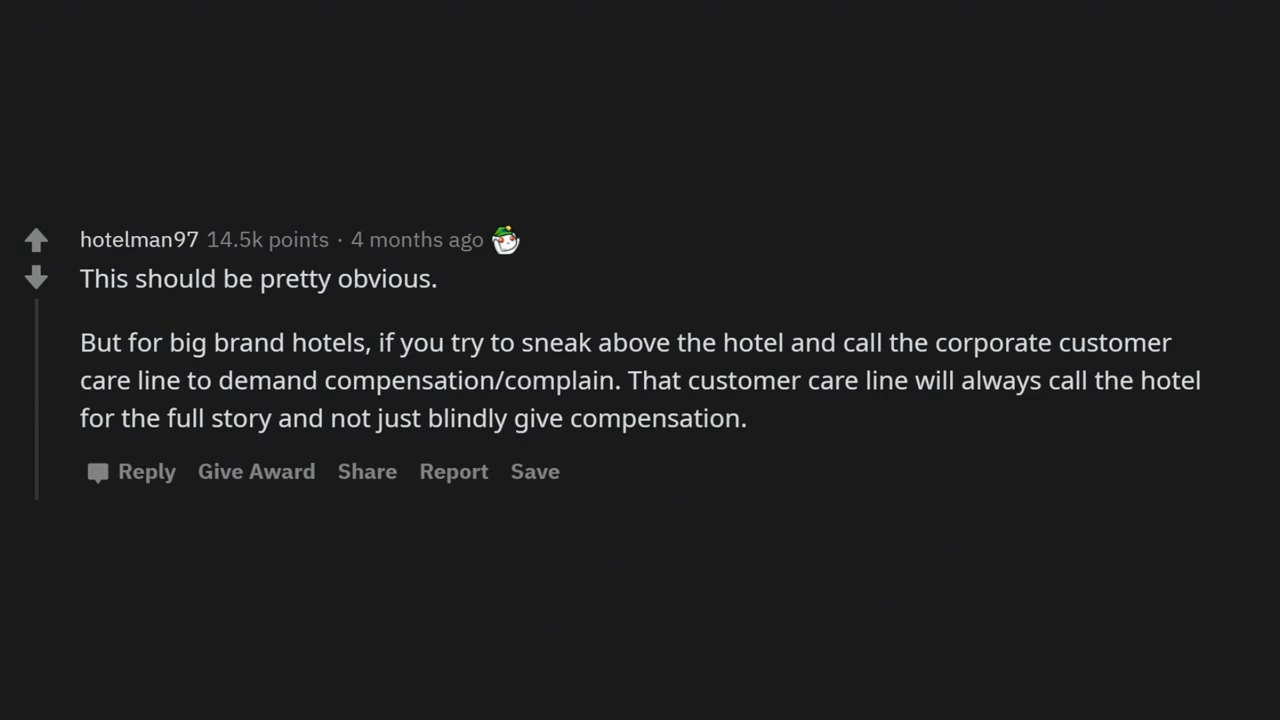 hotelman97 14.5k points · 4 months ago
This should be pretty obvious.
But for big brand hotels, if you try to sneak above the hotel and call the corporate customer
care line to demand compensation/complain. That customer care line will always call the hotel
for the full story and not just blindly give compensation.
Reply Give Award Share Report Save